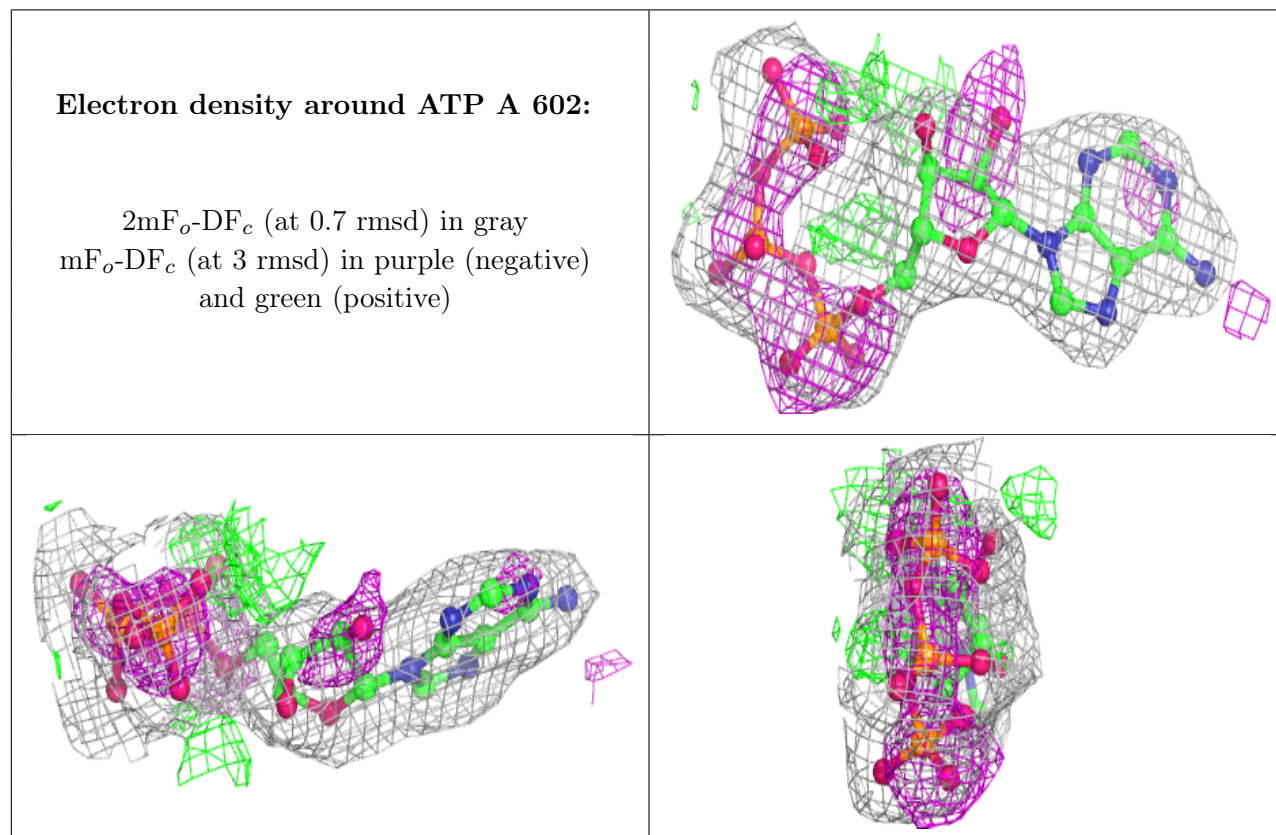 Electron density around ATP A 602:
2mFo-DFc (at 0.7 rmsd) in gray
mFo-DFc (at 3 rmsd) in purple (negative)
and green (positive)